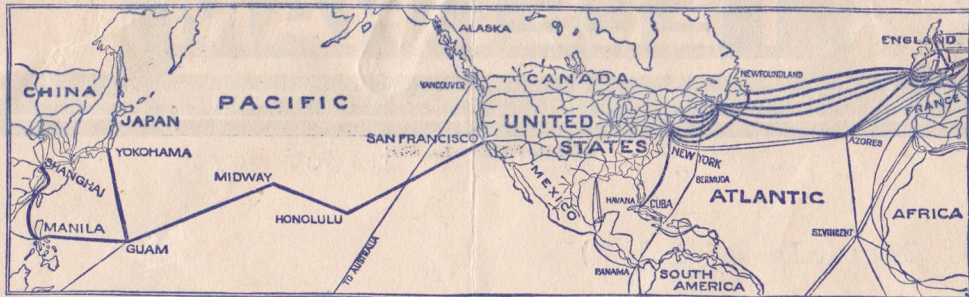 ALASKA
ENGLAND
CHINA
JAPAN
PACIFIC
VANCOUVER
CANADA
NEWFOUNDLAND
FRANCE
UNITED
STATES
SAN FRANCISCO
YOKOHAMA
SHANGHAI
NEW YORK
AZORES
MIDWAY
HONOLULU
MEXICO
HAVANA
CUBA
BERMUDA
ATLANTIC
AFRICA
MANILA
GUAM
TO AUSTRALIA
ST.VINCENT
PANAMA
SOUTH
AMERICA